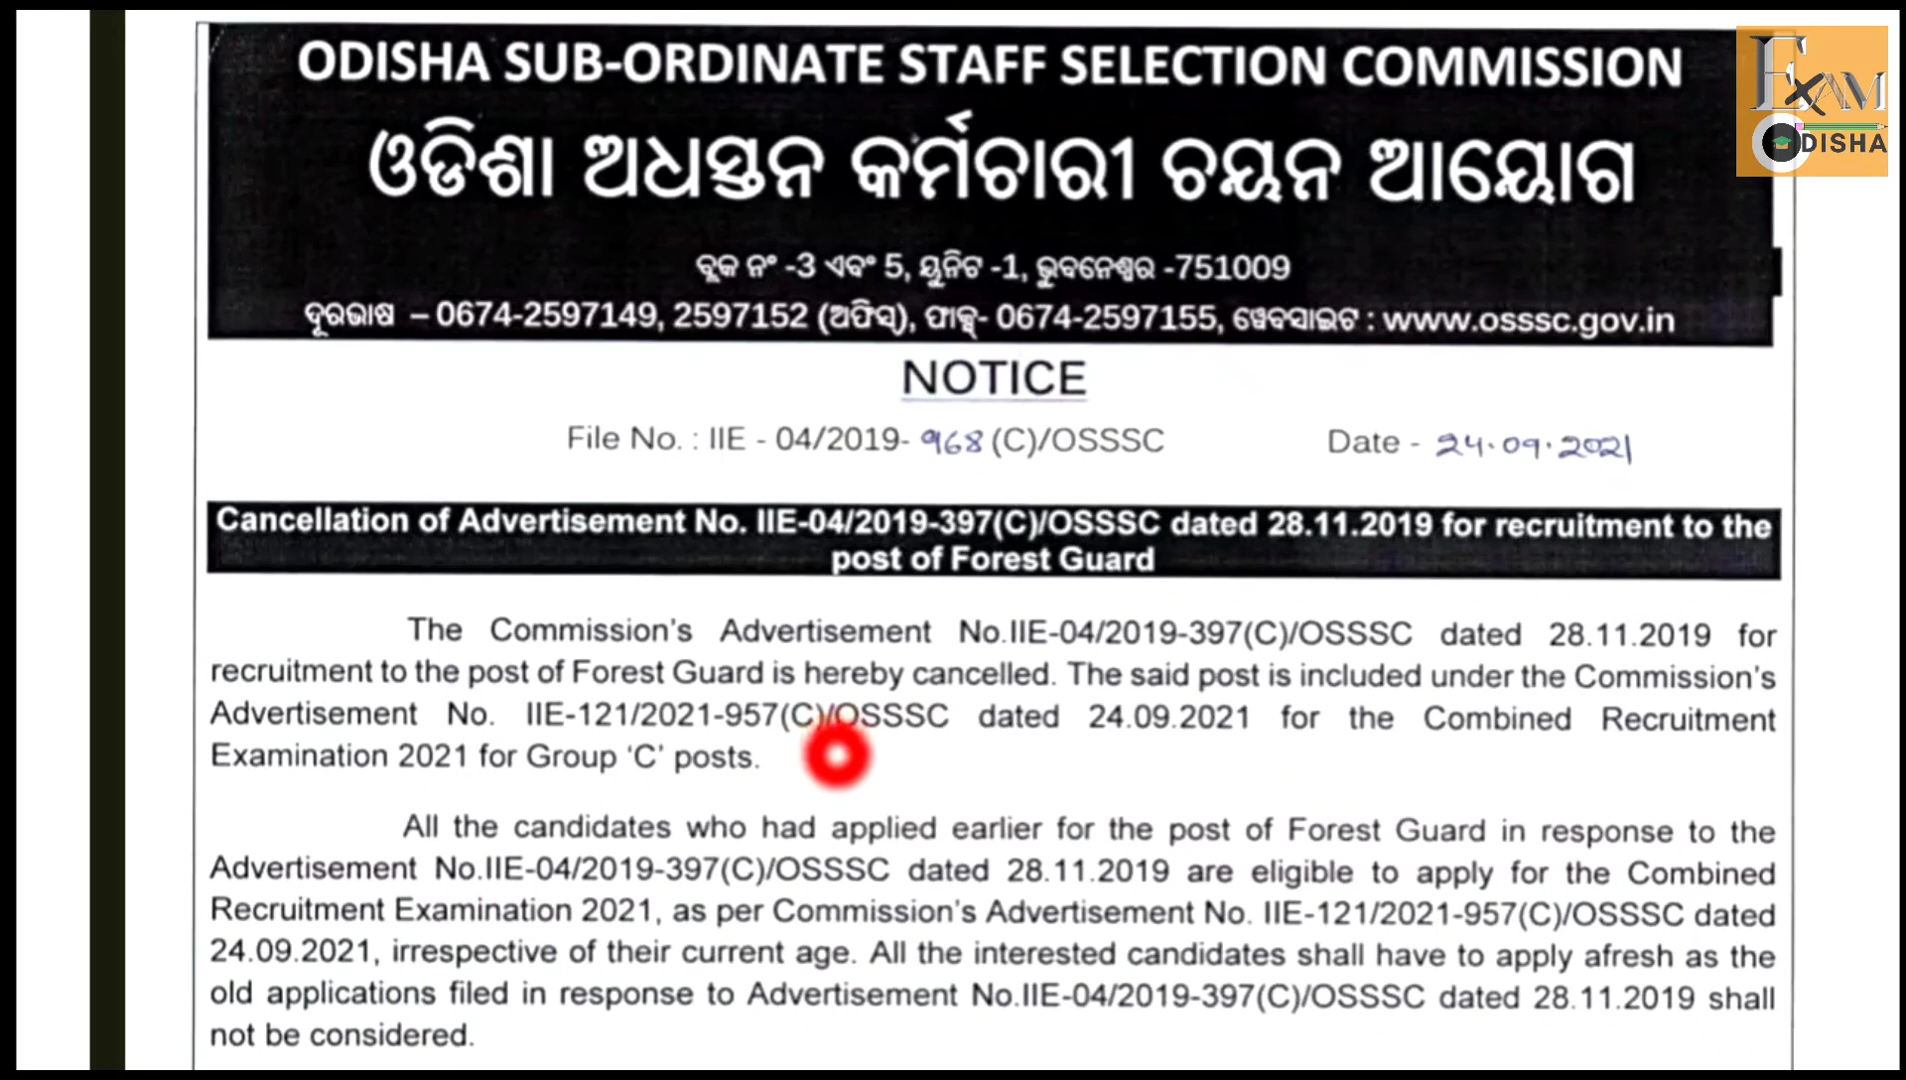 ODISHA SUB-ORDINATE STAFF SELECTION COMMISSION
ଓଡିଶା ଅଧସ୍ତନ କର୍ମଚାରୀ ଚୟନ ଆୟୋଗ
ବ୍ଲକ ନଂ -3 ଏବଂ 5, ୟୁନିଟ -1, ଭୁବନେଶ୍ୱର -751009
ଦୂରଭାଷ – 0674-2597149, 2597152 (ଅଫିସ୍), ଫାକ୍ସ- 0674-2597155, ୱେବସାଇଟ : www.osssc.gov.in
EXAM
ODISHA
NOTICE
File No. : IIE - 04/2019- 968 (C)/OSSSC Date - 24.09.2021
Cancellation of Advertisement No. IIE-04/2019-397(C)/OSSSC dated 28.11.2019 for recruitment to the
post of Forest Guard
The Commission's Advertisement No.IIE-04/2019-397(C)/OSSSC dated 28.11.2019 for
recruitment to the post of Forest Guard is hereby cancelled. The said post is included under the Commission's
Advertisement No. IIE-121/2021-957(C)/OSSSC dated 24.09.2021 for the Combined Recruitment
Examination 2021 for Group 'C' posts.
All the candidates who had applied earlier for the post of Forest Guard in response to the
Advertisement No.IIE-04/2019-397(C)/OSSSC dated 28.11.2019 are eligible to apply for the Combined
Recruitment Examination 2021, as per Commission's Advertisement No. IIE-121/2021-957(C)/OSSSC dated
24.09.2021, irrespective of their current age. All the interested candidates shall have to apply afresh as the
old applications filed in response to Advertisement No.IIE-04/2019-397(C)/OSSSC dated 28.11.2019 shall
not be considered.